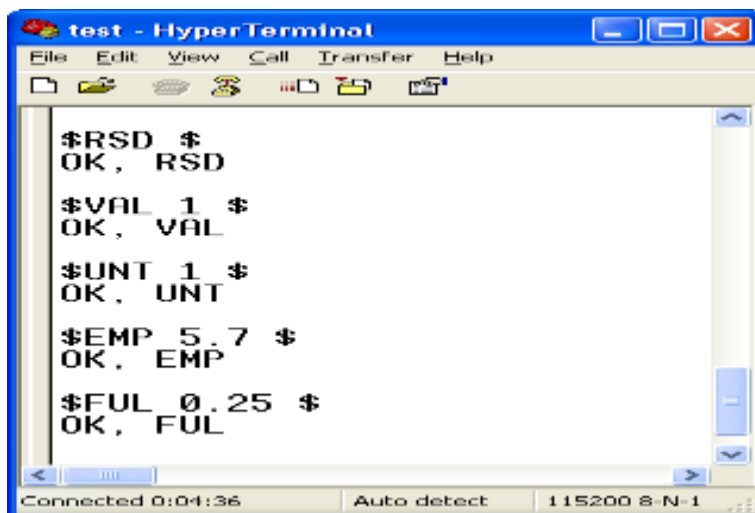 test - HyperTerminal
File Edit View Call Transfer Help
$RSD $
OK, RSD
$VAL 1 $
OK, VAL
$UNT 1 $
OK, UNT
$EMP 5.7 $
OK, EMP
$FUL 0.25 $
OK, FUL
Connected 0:04:36 Auto detect 115200 8-N-1